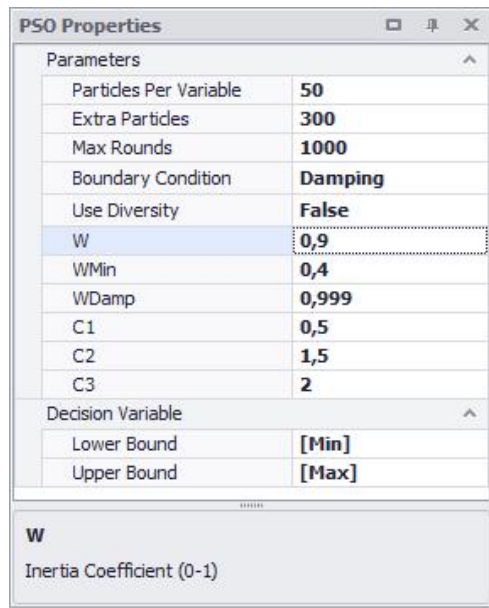 PSO Properties
Parameters
Particles Per Variable 50
Extra Particles 300
Max Rounds 1000
Boundary Condition Damping
Use Diversity False
W 0,9
WMin 0,4
WDamp 0,999
C1 0,5
C2 1,5
C3 2
Decision Variable
Lower Bound [Min]
Upper Bound [Max]
W
Inertia Coefficient (0-1)